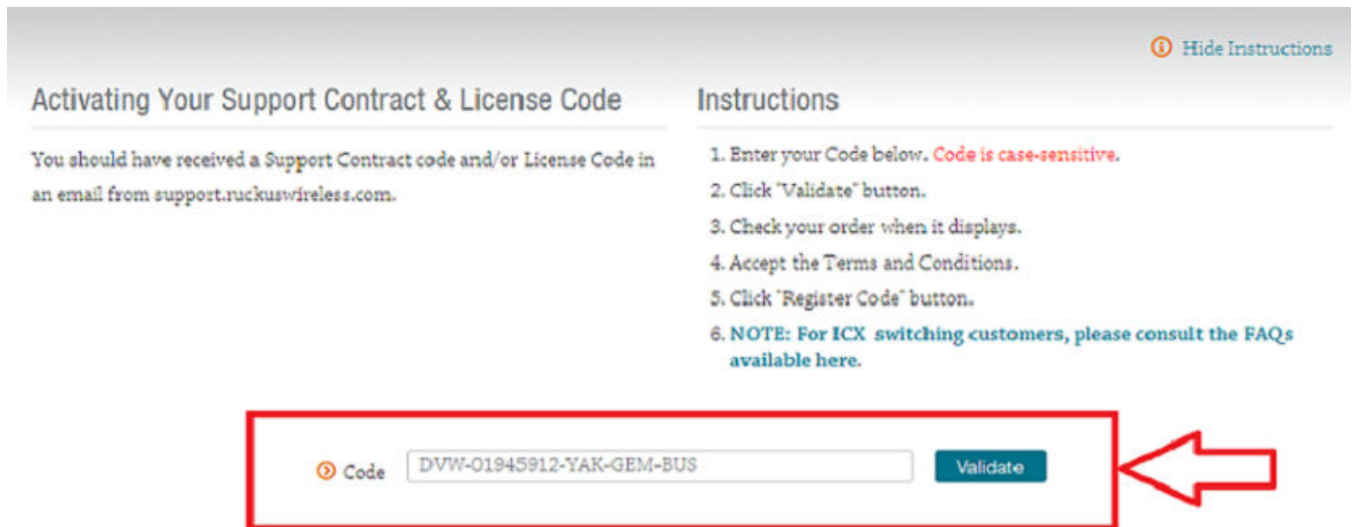 Hide Instructions
Activating Your Support Contract & License Code
You should have received a Support Contract code and/or License Code in
an email from support.ruckuswireless.com.
Instructions
1. Enter your Code below. Code is case-sensitive.
2. Click "Validate" button.
3. Check your order when it displays.
4. Accept the Terms and Conditions.
5. Click "Register Code" button.
6. NOTE: For ICX switching customers, please consult the FAQs
available here.
Code DVW-01945912-YAK-GEM-BUS Validate